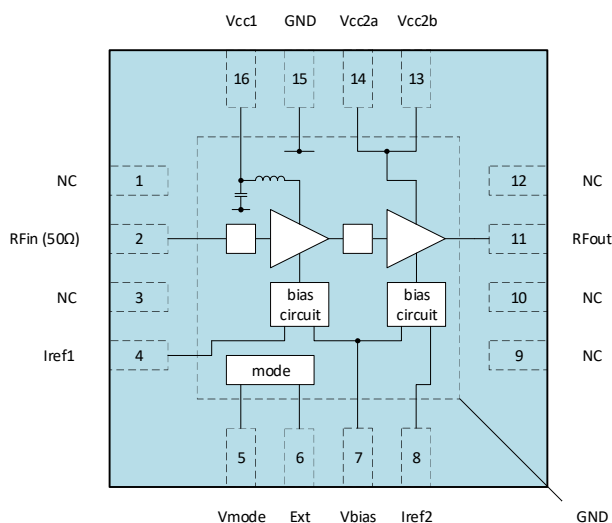 Vcc1 GND Vcc2a Vcc2b
16 15 14 13
NC 1 12 NC
RFin (50Ω) 2 11 RFout
NC 3 bias circuit bias circuit 10 NC
Iref1 4 9 NC
mode
5 6 7 8
Vmode Ext Vbias Iref2 GND